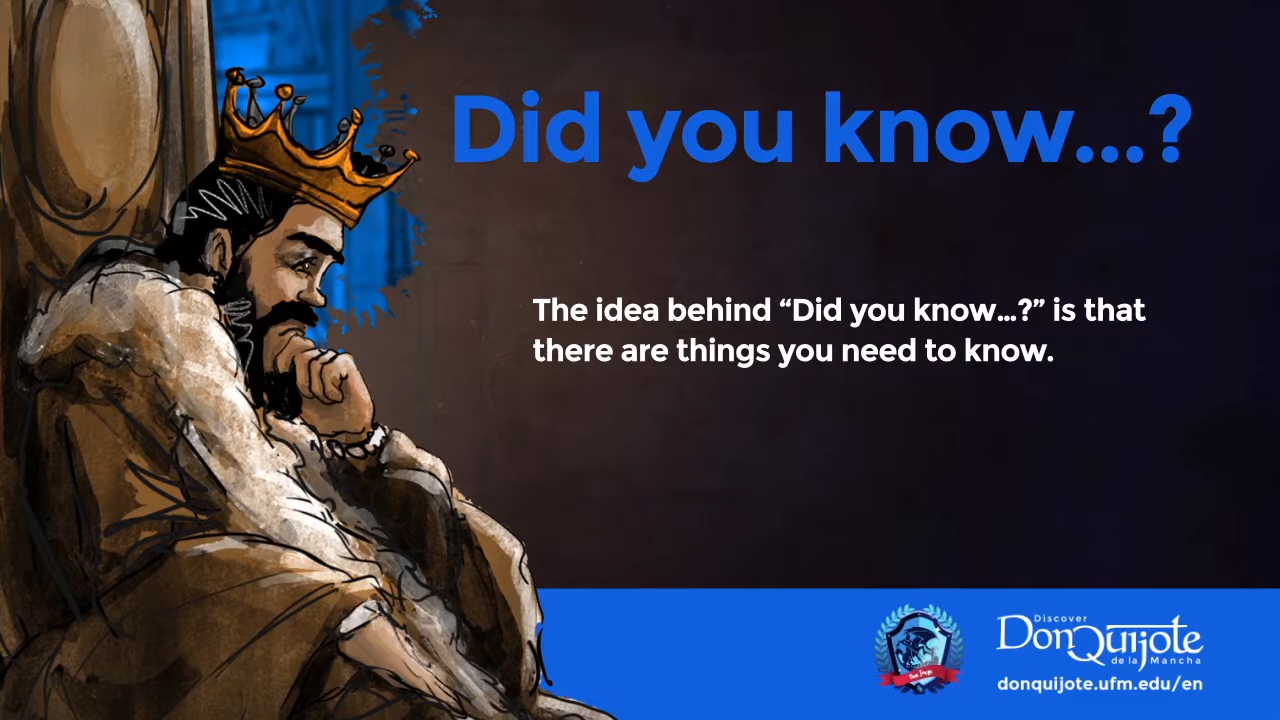 Did you know...?
The idea behind “Did you know...?” is that
there are things you need to know.
Discover
DonQuijote
de la Mancha
donquijote.ufm.edu/en